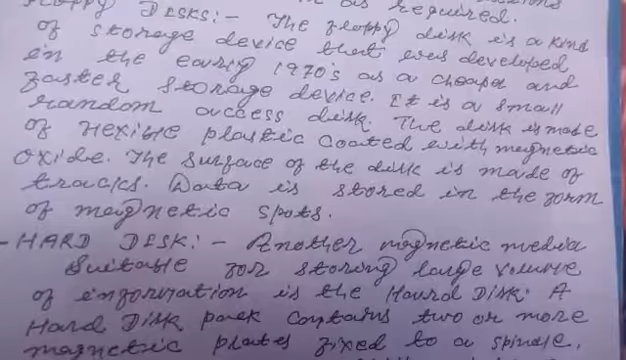 as required.
FLOPPY DISKS:- The floppy disk is a kind
of storage device that was developed
in the early 1970's as a cheaper and
faster storage device. It is a small
random access disk. The disk is made
of flexible plastic coated with magnetic
oxide. The surface of the disk is made of
tracks. Data is stored in the form
of magnetic spots.
- HARD DISK:- Another magnetic media
Suitable for storing large volume
of information is the Hard Disk. A
Hard Disk pack contains two or more
magnetic plates fixed to a spindle,